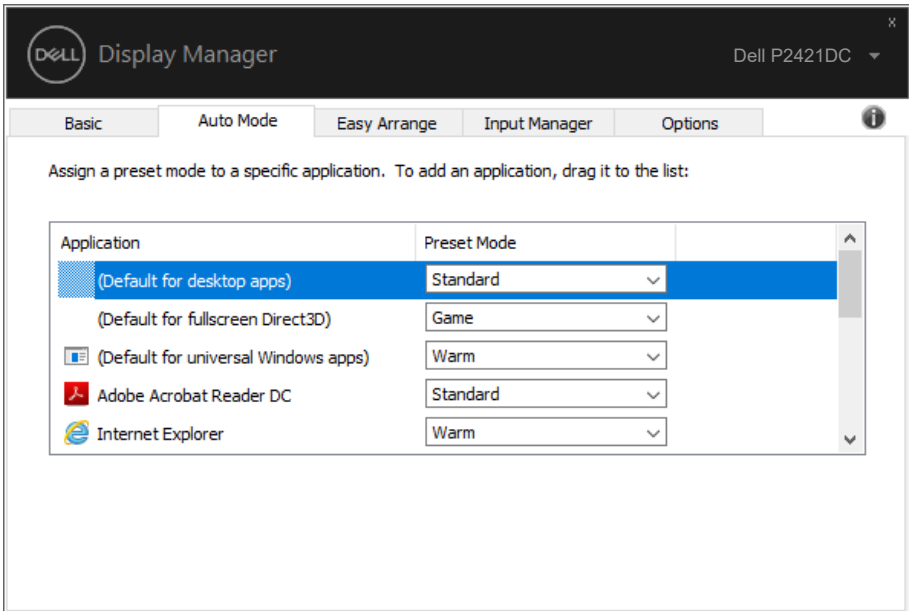 x
DELL Display Manager Dell P2421DC
Basic Auto Mode Easy Arrange Input Manager Options
Assign a preset mode to a specific application. To add an application, drag it to the list:
Application Preset Mode
(Default for desktop apps) Standard
(Default for fullscreen Direct3D) Game
(Default for universal Windows apps) Warm
Adobe Acrobat Reader DC Standard
Internet Explorer Warm